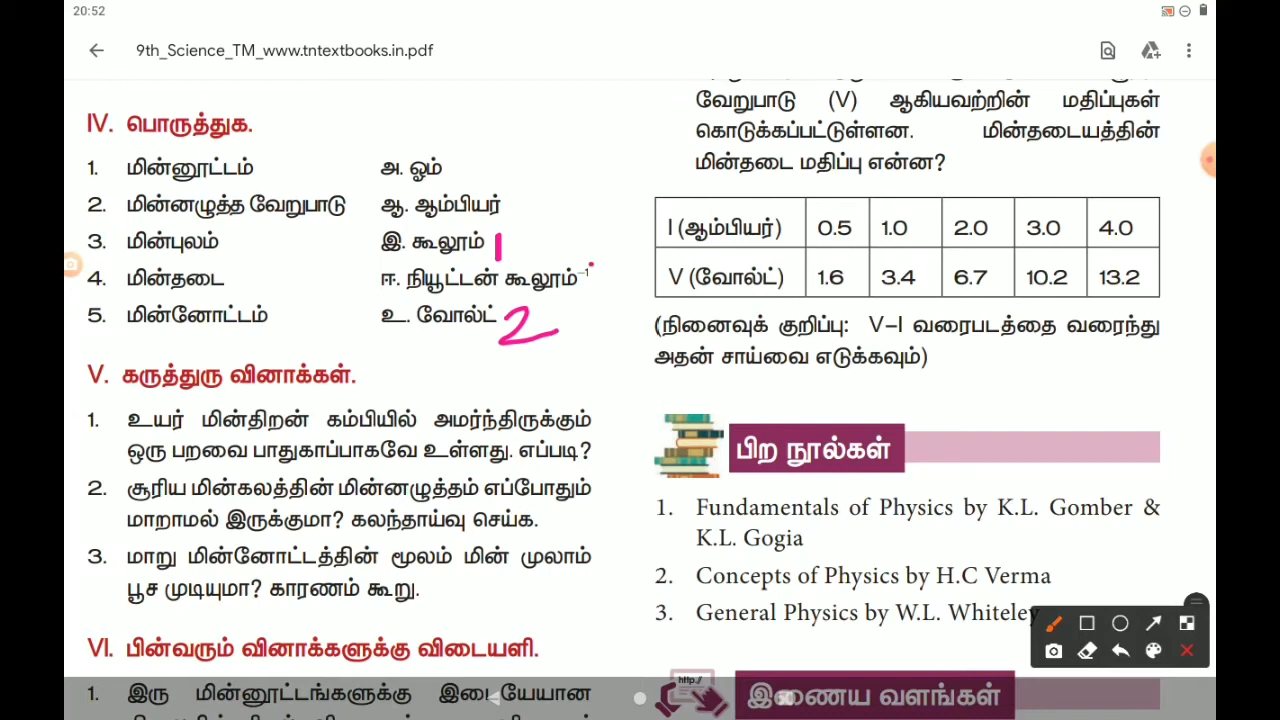 20:52
9th_Science_TM_www.tntextbooks.in.pdf
IV. பொருத்துக.
1. மின்னூட்டம் அ. ஓம்
2. மின்னழுத்த வேறுபாடு ஆ. ஆம்பியர்
3. மின்புலம் இ. கூலூம் 1
4. மின்தடை ஈ. நியூட்டன் கூலூம்⁻¹
5. மின்னோட்டம் உ. வோல்ட் 2
V. கருத்துரு வினாக்கள்.
1. உயர் மின்திறன் கம்பியில் அமர்ந்திருக்கும்
ஒரு பறவை பாதுகாப்பாகவே உள்ளது. எப்படி?
2. சூரிய மின்கலத்தின் மின்னழுத்தம் எப்போதும்
மாறாமல் இருக்குமா? கலந்தாய்வு செய்க.
3. மாறு மின்னோட்டத்தின் மூலம் மின் முலாம்
பூச முடியுமா? காரணம் கூறு.
VI. பின்வரும் வினாக்களுக்கு விடையளி.
1. இரு மின்னூட்டங்களுக்கு இடையேயான
வேறுபாடு (V) ஆகியவற்றின் மதிப்புகள்
கொடுக்கப்பட்டுள்ளன. மின்தடையத்தின்
மின்தடை மதிப்பு என்ன?
I (ஆம்பியர்) 0.5 1.0 2.0 3.0 4.0
V (வோல்ட்) 1.6 3.4 6.7 10.2 13.2
(நினைவுக் குறிப்பு: V–I வரைபடத்தை வரைந்து
அதன் சாய்வை எடுக்கவும்)
பிற நூல்கள்
1. Fundamentals of Physics by K.L. Gomber &
K.L. Gogia
2. Concepts of Physics by H.C Verma
3. General Physics by W.L. Whiteley
http://
இணைய வளங்கள்